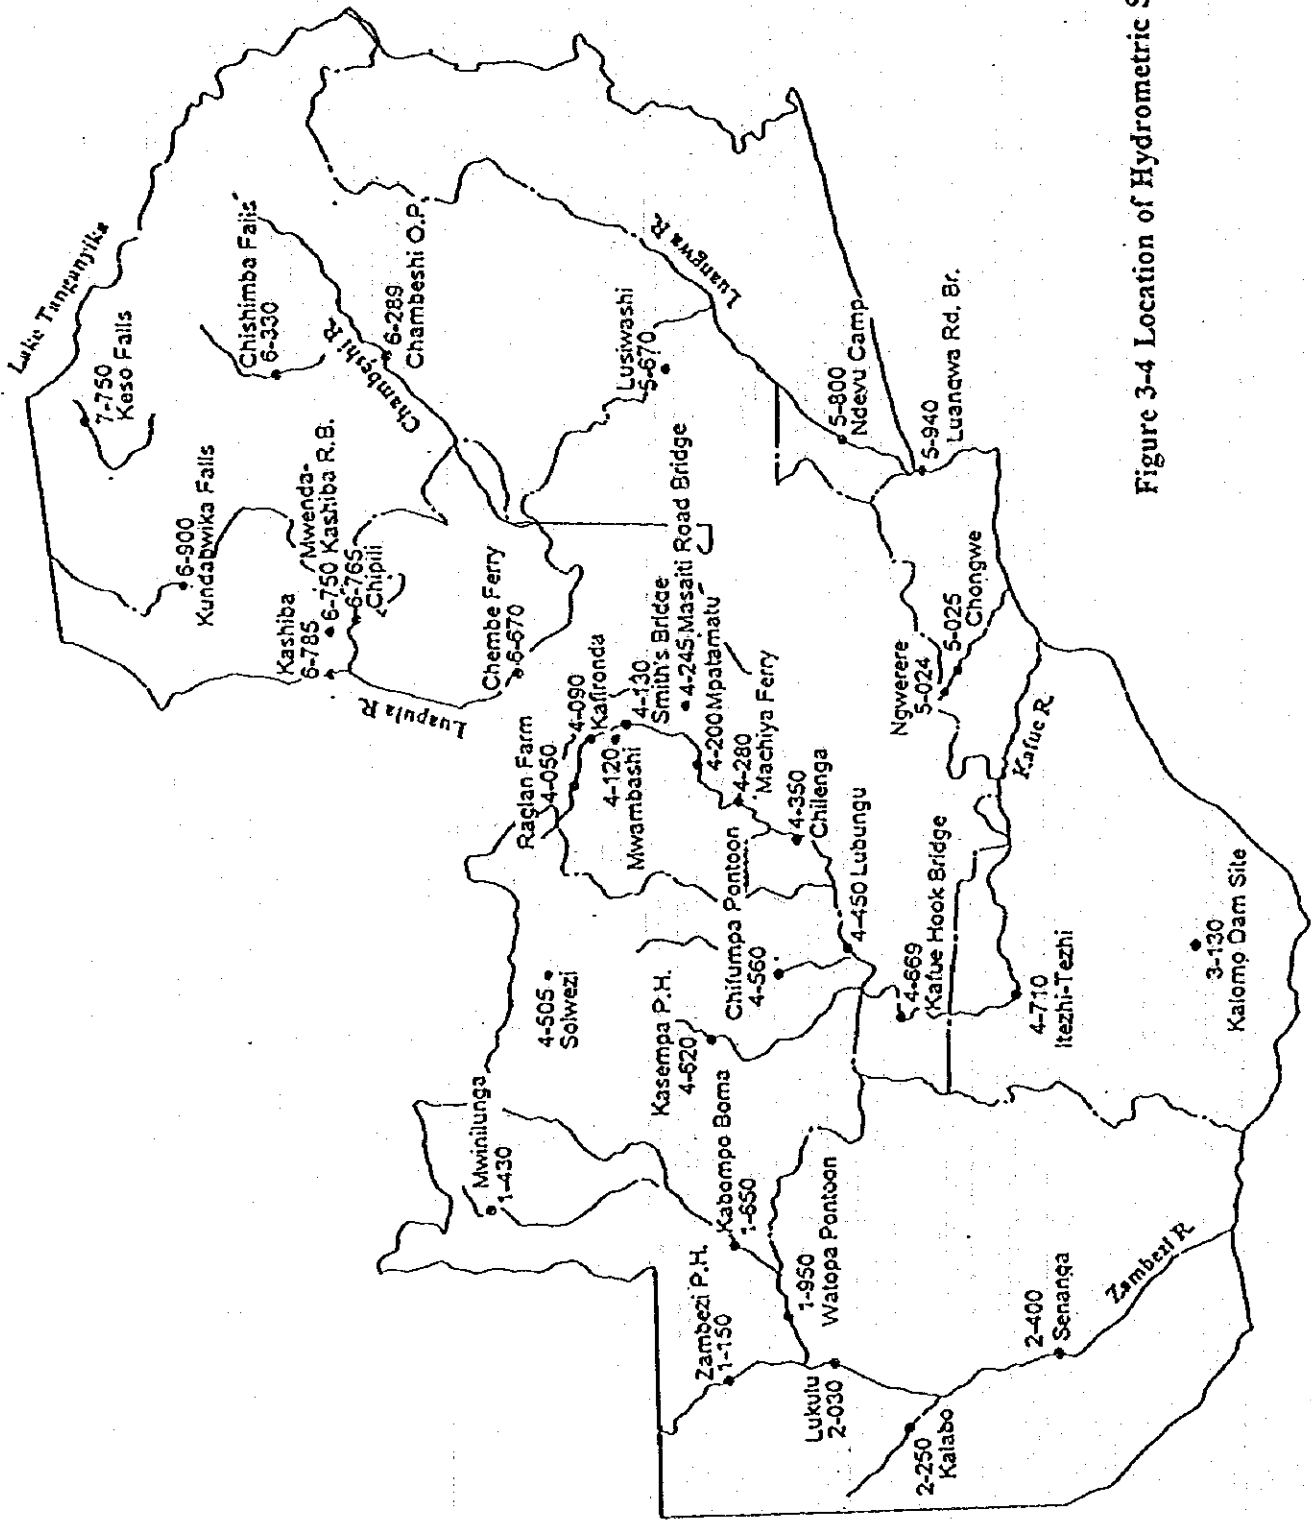 Lake Tanganyika
7-750
Keso Falls
Chishimba Falls
6-330
6-289
Chambeshi O.P.
Chambeshi R.
6-900
Kundabwika Falls
Mwenda-
6-750 Kashiba R.B.
6-765
Chipili
Kashiba
6-785
Luapula R.
Chembe Ferry
6-670
Lusiwashi
5-670
Luangwa R.
5-800
Ndevu Camp
5-940
Luangwa Rd. Br.
Raglan Farm
4-050
4-090
Kafironda
4-120
Mwambashi
4-130
Smith's Bridge
4-245 Masaiti Road Bridge
4-200 Mpatamatu
4-280
Machiya Ferry
4-350
Chilenga
4-450 Lubungu
Chifumpa Pontoon
4-560
4-505
Solwezi
Kasempa P.H.
4-620
4-669
Kafue Hook Bridge
4-710
Itezhi-Tezhi
Ngwerere
5-024
5-025
Chongwe
Kafue R.
3-130
Kalomo Dam Site
Mwinilunga
1-430
Kabompo Boma
1-650
Zambezi P.H.
1-150
1-950
Watopa Pontoon
Lukulu
2-030
2-250
Kalabo
2-400
Senanga
Zambezi R.
Figure 3-4 Location of Hydrometric S